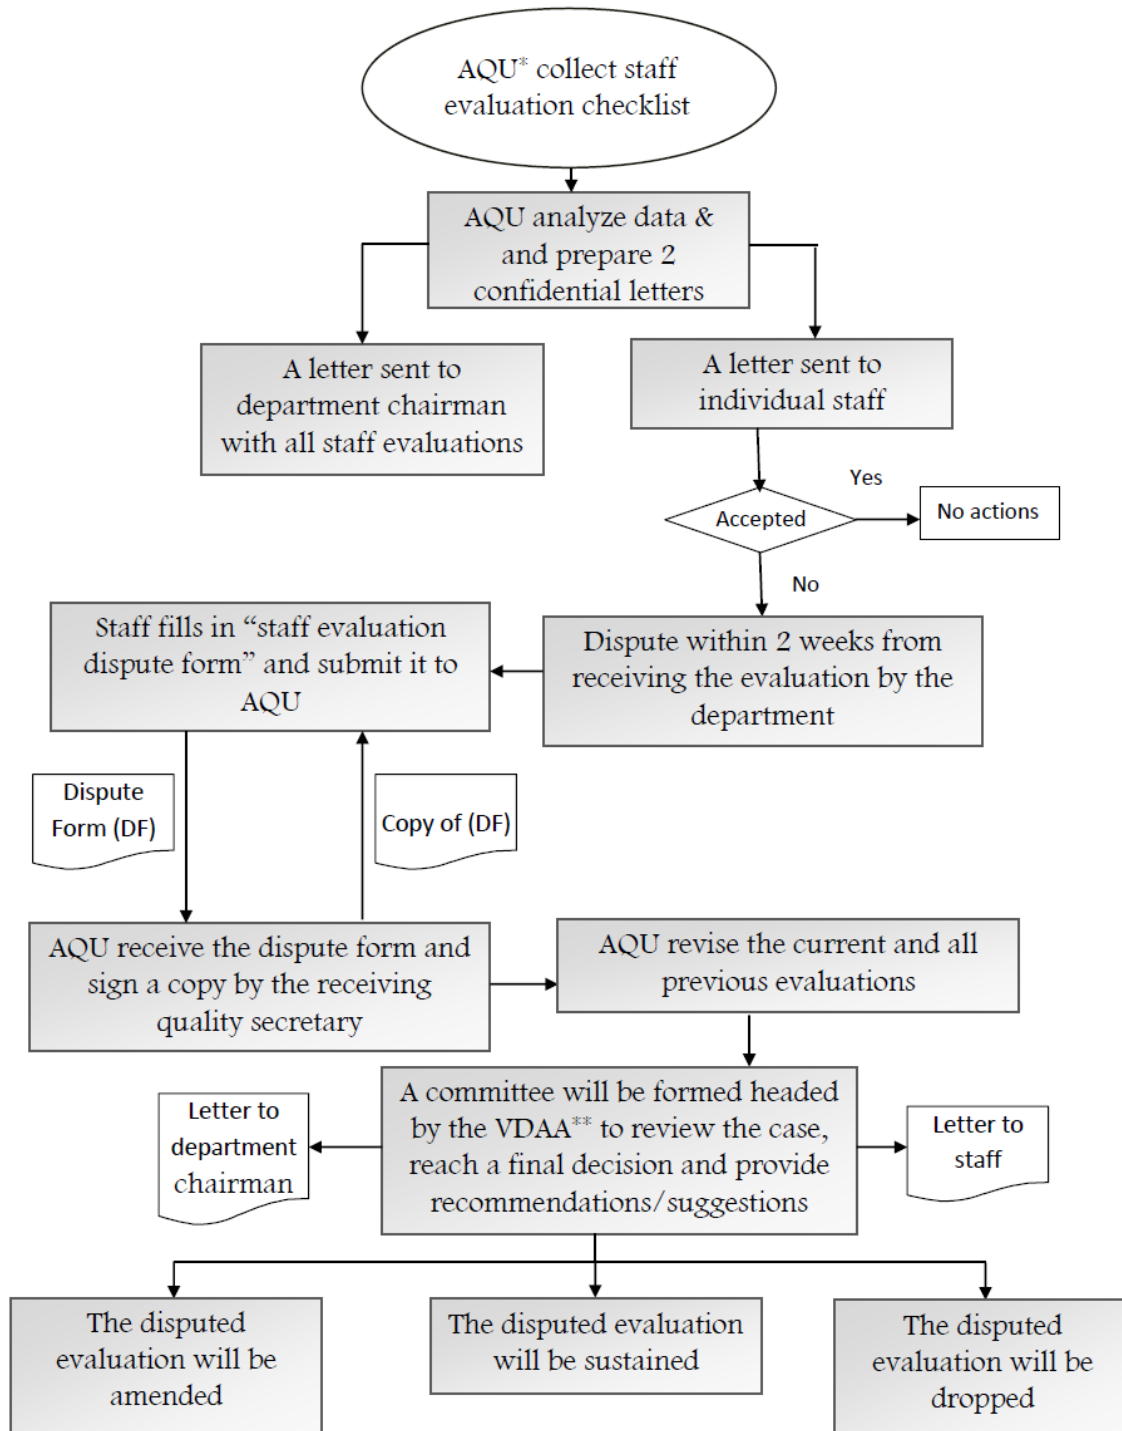 AQU* collect staff
evaluation checklist
AQU analyze data &
and prepare 2
confidential letters
A letter sent to
department chairman
with all staff evaluations
A letter sent to
individual staff
Yes
Accepted
No actions
No
Staff fills in “staff evaluation
dispute form” and submit it to
AQU
Dispute within 2 weeks from
receiving the evaluation by the
department
Dispute
Form (DF)
Copy of (DF)
AQU receive the dispute form and
sign a copy by the receiving
quality secretary
AQU revise the current and all
previous evaluations
A committee will be formed headed
by the VDAA** to review the case,
reach a final decision and provide
recommendations/suggestions
Letter to
department
chairman
Letter to
staff
The disputed
evaluation will be
amended
The disputed evaluation
will be sustained
The disputed
evaluation will be
dropped